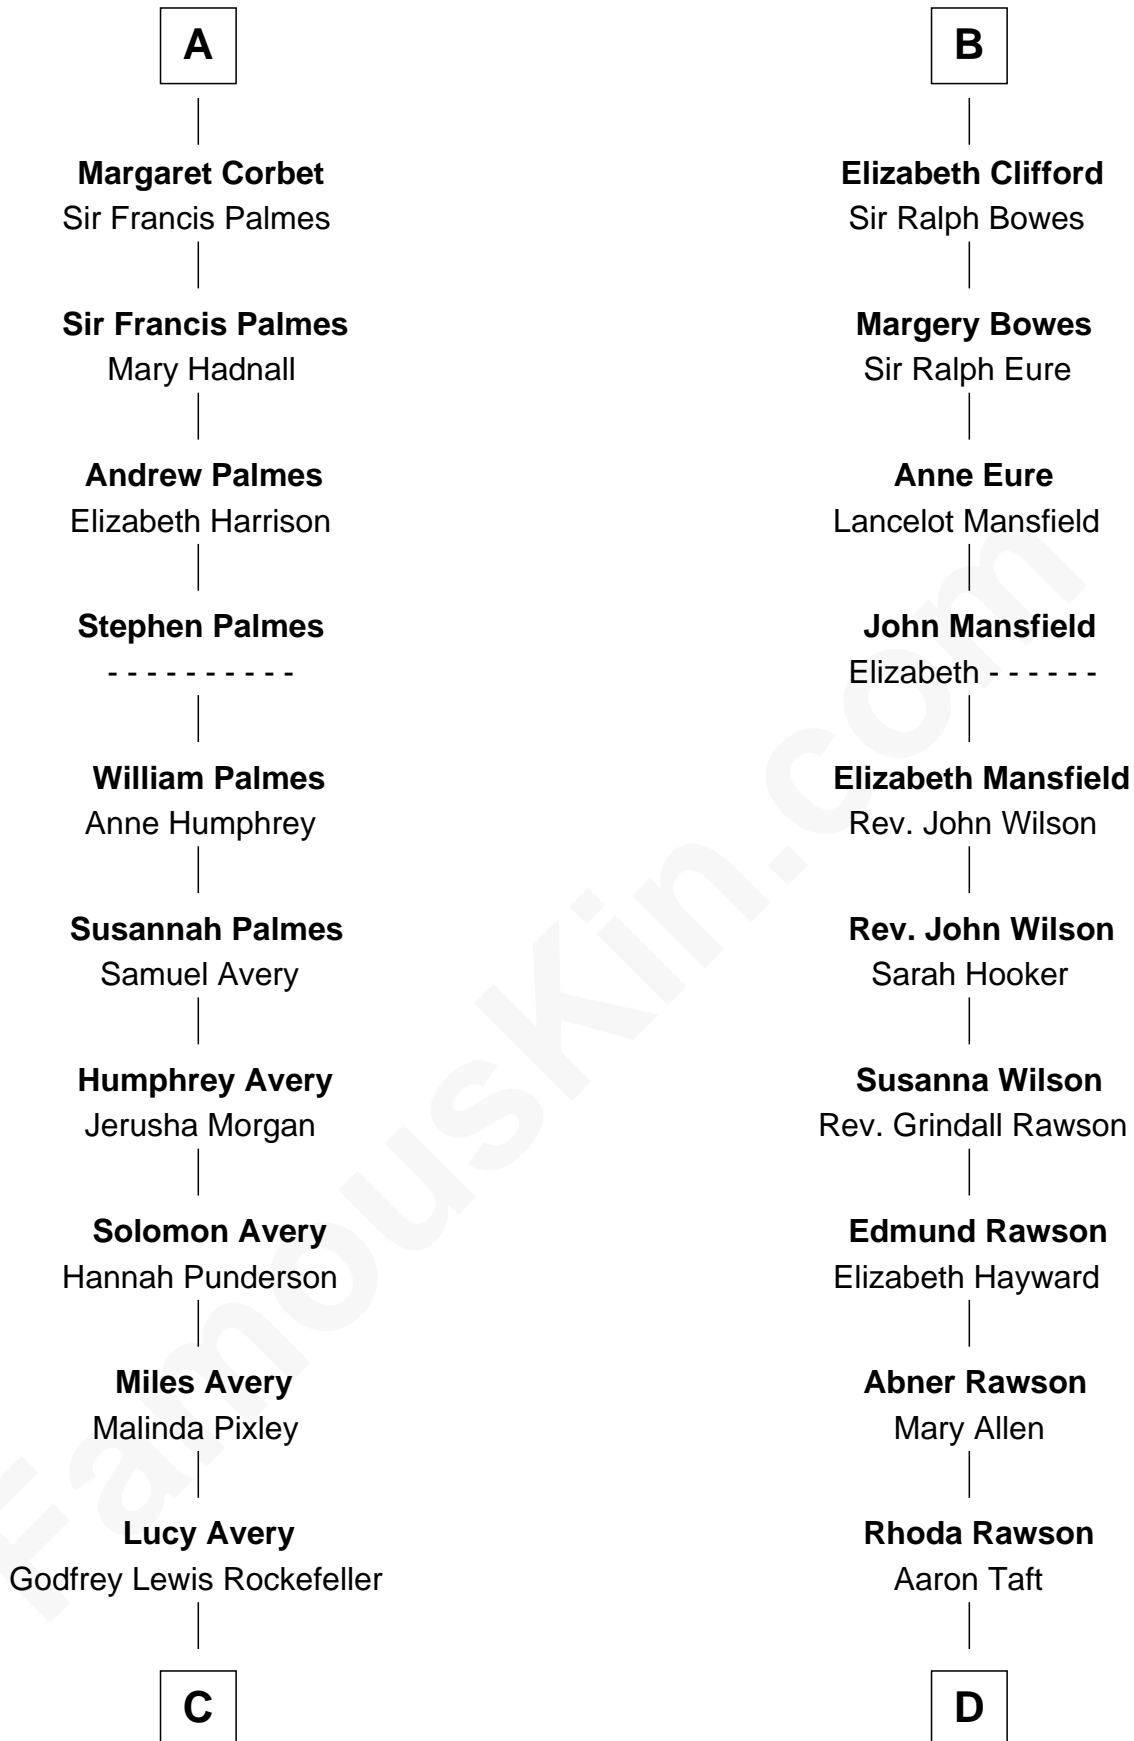 A
Margaret Corbet
Sir Francis Palmes
Sir Francis Palmes
Mary Hadnall
Andrew Palmes
Elizabeth Harrison
Stephen Palmes
- - - - - - - - - -
William Palmes
Anne Humphrey
Susannah Palmes
Samuel Avery
Humphrey Avery
Jerusha Morgan
Solomon Avery
Hannah Punderson
Miles Avery
Malinda Pixley
Lucy Avery
Godfrey Lewis Rockefeller
C
B
Elizabeth Clifford
Sir Ralph Bowes
Margery Bowes
Sir Ralph Eure
Anne Eure
Lancelot Mansfield
John Mansfield
Elizabeth - - - - - -
Elizabeth Mansfield
Rev. John Wilson
Rev. John Wilson
Sarah Hooker
Susanna Wilson
Rev. Grindall Rawson
Edmund Rawson
Elizabeth Hayward
Abner Rawson
Mary Allen
Rhoda Rawson
Aaron Taft
D
FamousKin.com